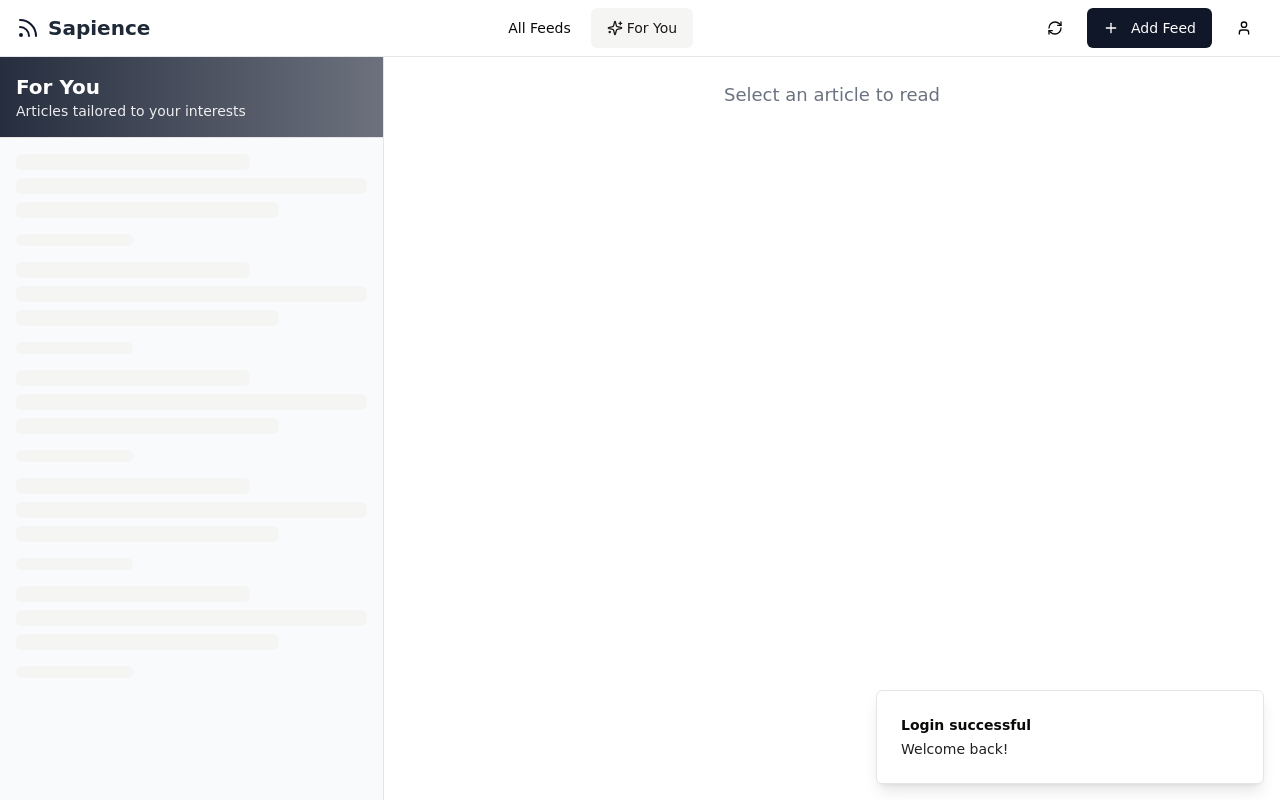 Sapience
All Feeds
For You
Add Feed
For You
Articles tailored to your interests
Select an article to read
Login successful
Welcome back!